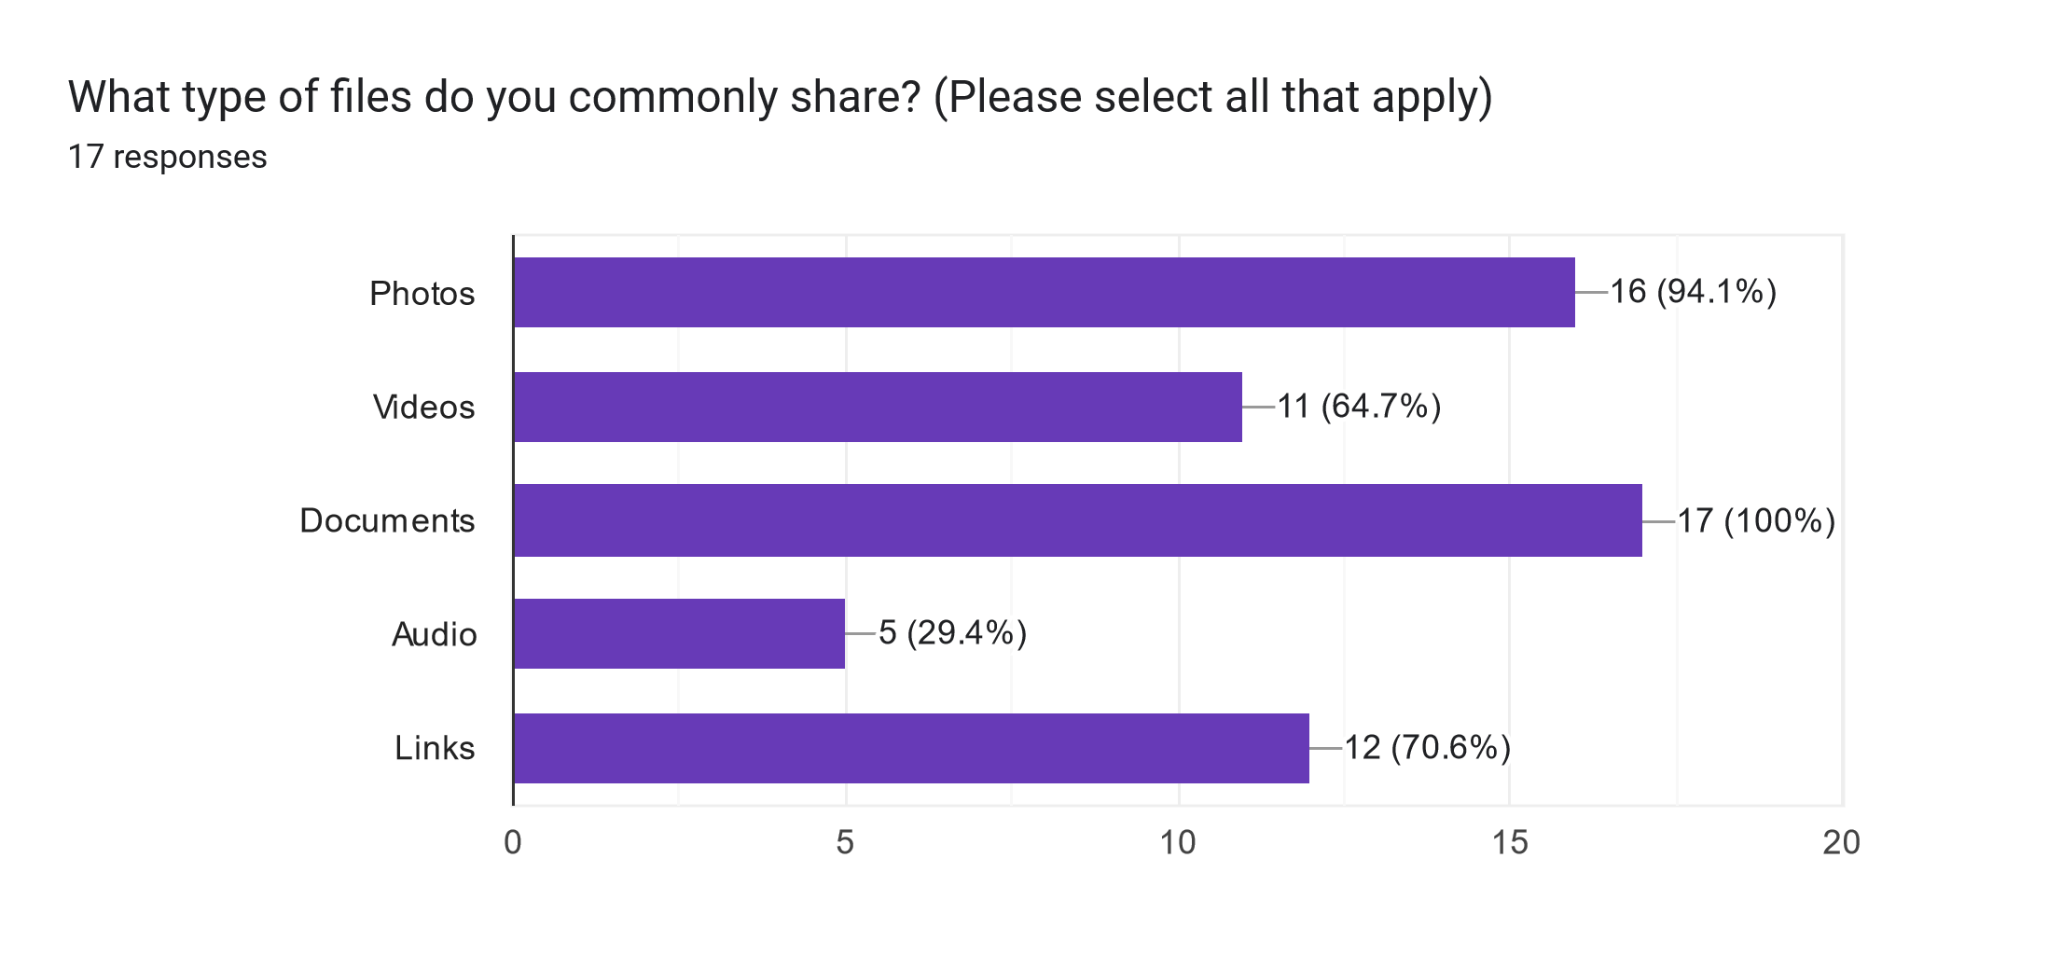 What type of files do you commonly share? (Please select all that apply)
17 responses
Photos 16 (94.1%)
Videos 11 (64.7%)
Documents 17 (100%)
Audio 5 (29.4%)
Links 12 (70.6%)
0 5 10 15 20